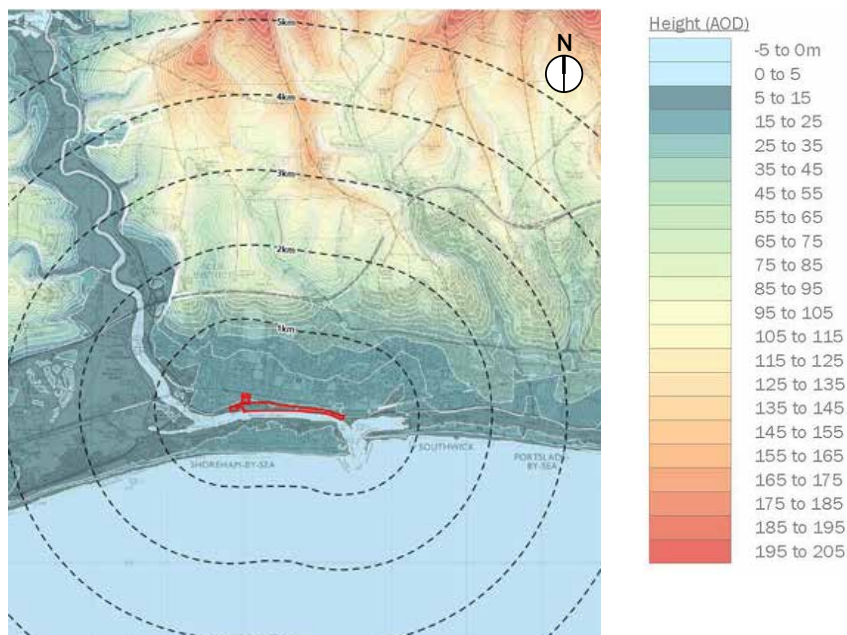 5km
N
4km
3km
2km
1km
SHOREHAM-BY-SEA
SOUTHWICK
PORTSLADE-
BY-SEA
Height (AOD)
-5 to 0m
0 to 5
5 to 15
15 to 25
25 to 35
35 to 45
45 to 55
55 to 65
65 to 75
75 to 85
85 to 95
95 to 105
105 to 115
115 to 125
125 to 135
135 to 145
145 to 155
155 to 165
165 to 175
175 to 185
185 to 195
195 to 205